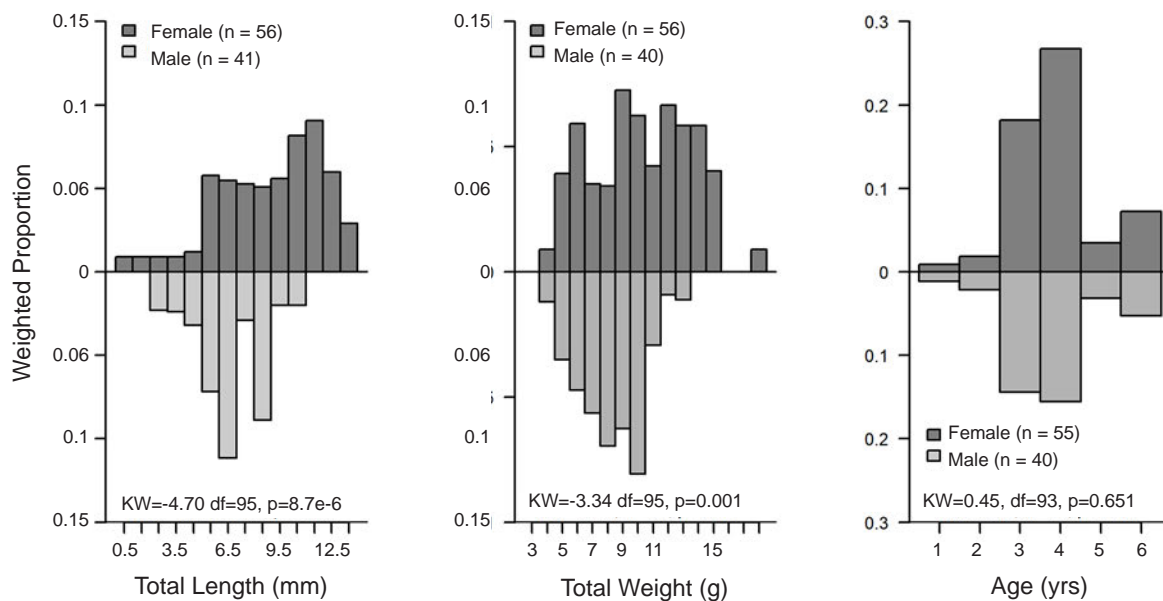 Weighted Proportion
0.15
0.1
0.06
0
0.06
0.1
0.15
Female (n = 56)
Male (n = 41)
KW=-4.70 df=95, p=8.7e-6
0.5 3.5 6.5 9.5 12.5
Total Length (mm)
0.15
0.1
0.06
0
0.06
0.1
0.15
Female (n = 56)
Male (n = 40)
KW=-3.34 df=95, p=0.001
3 5 7 9 11 15
Total Weight (g)
0.3
0.2
0.1
0
0.1
0.2
0.3
Female (n = 55)
Male (n = 40)
KW=0.45, df=93, p=0.651
1 2 3 4 5 6
Age (yrs)